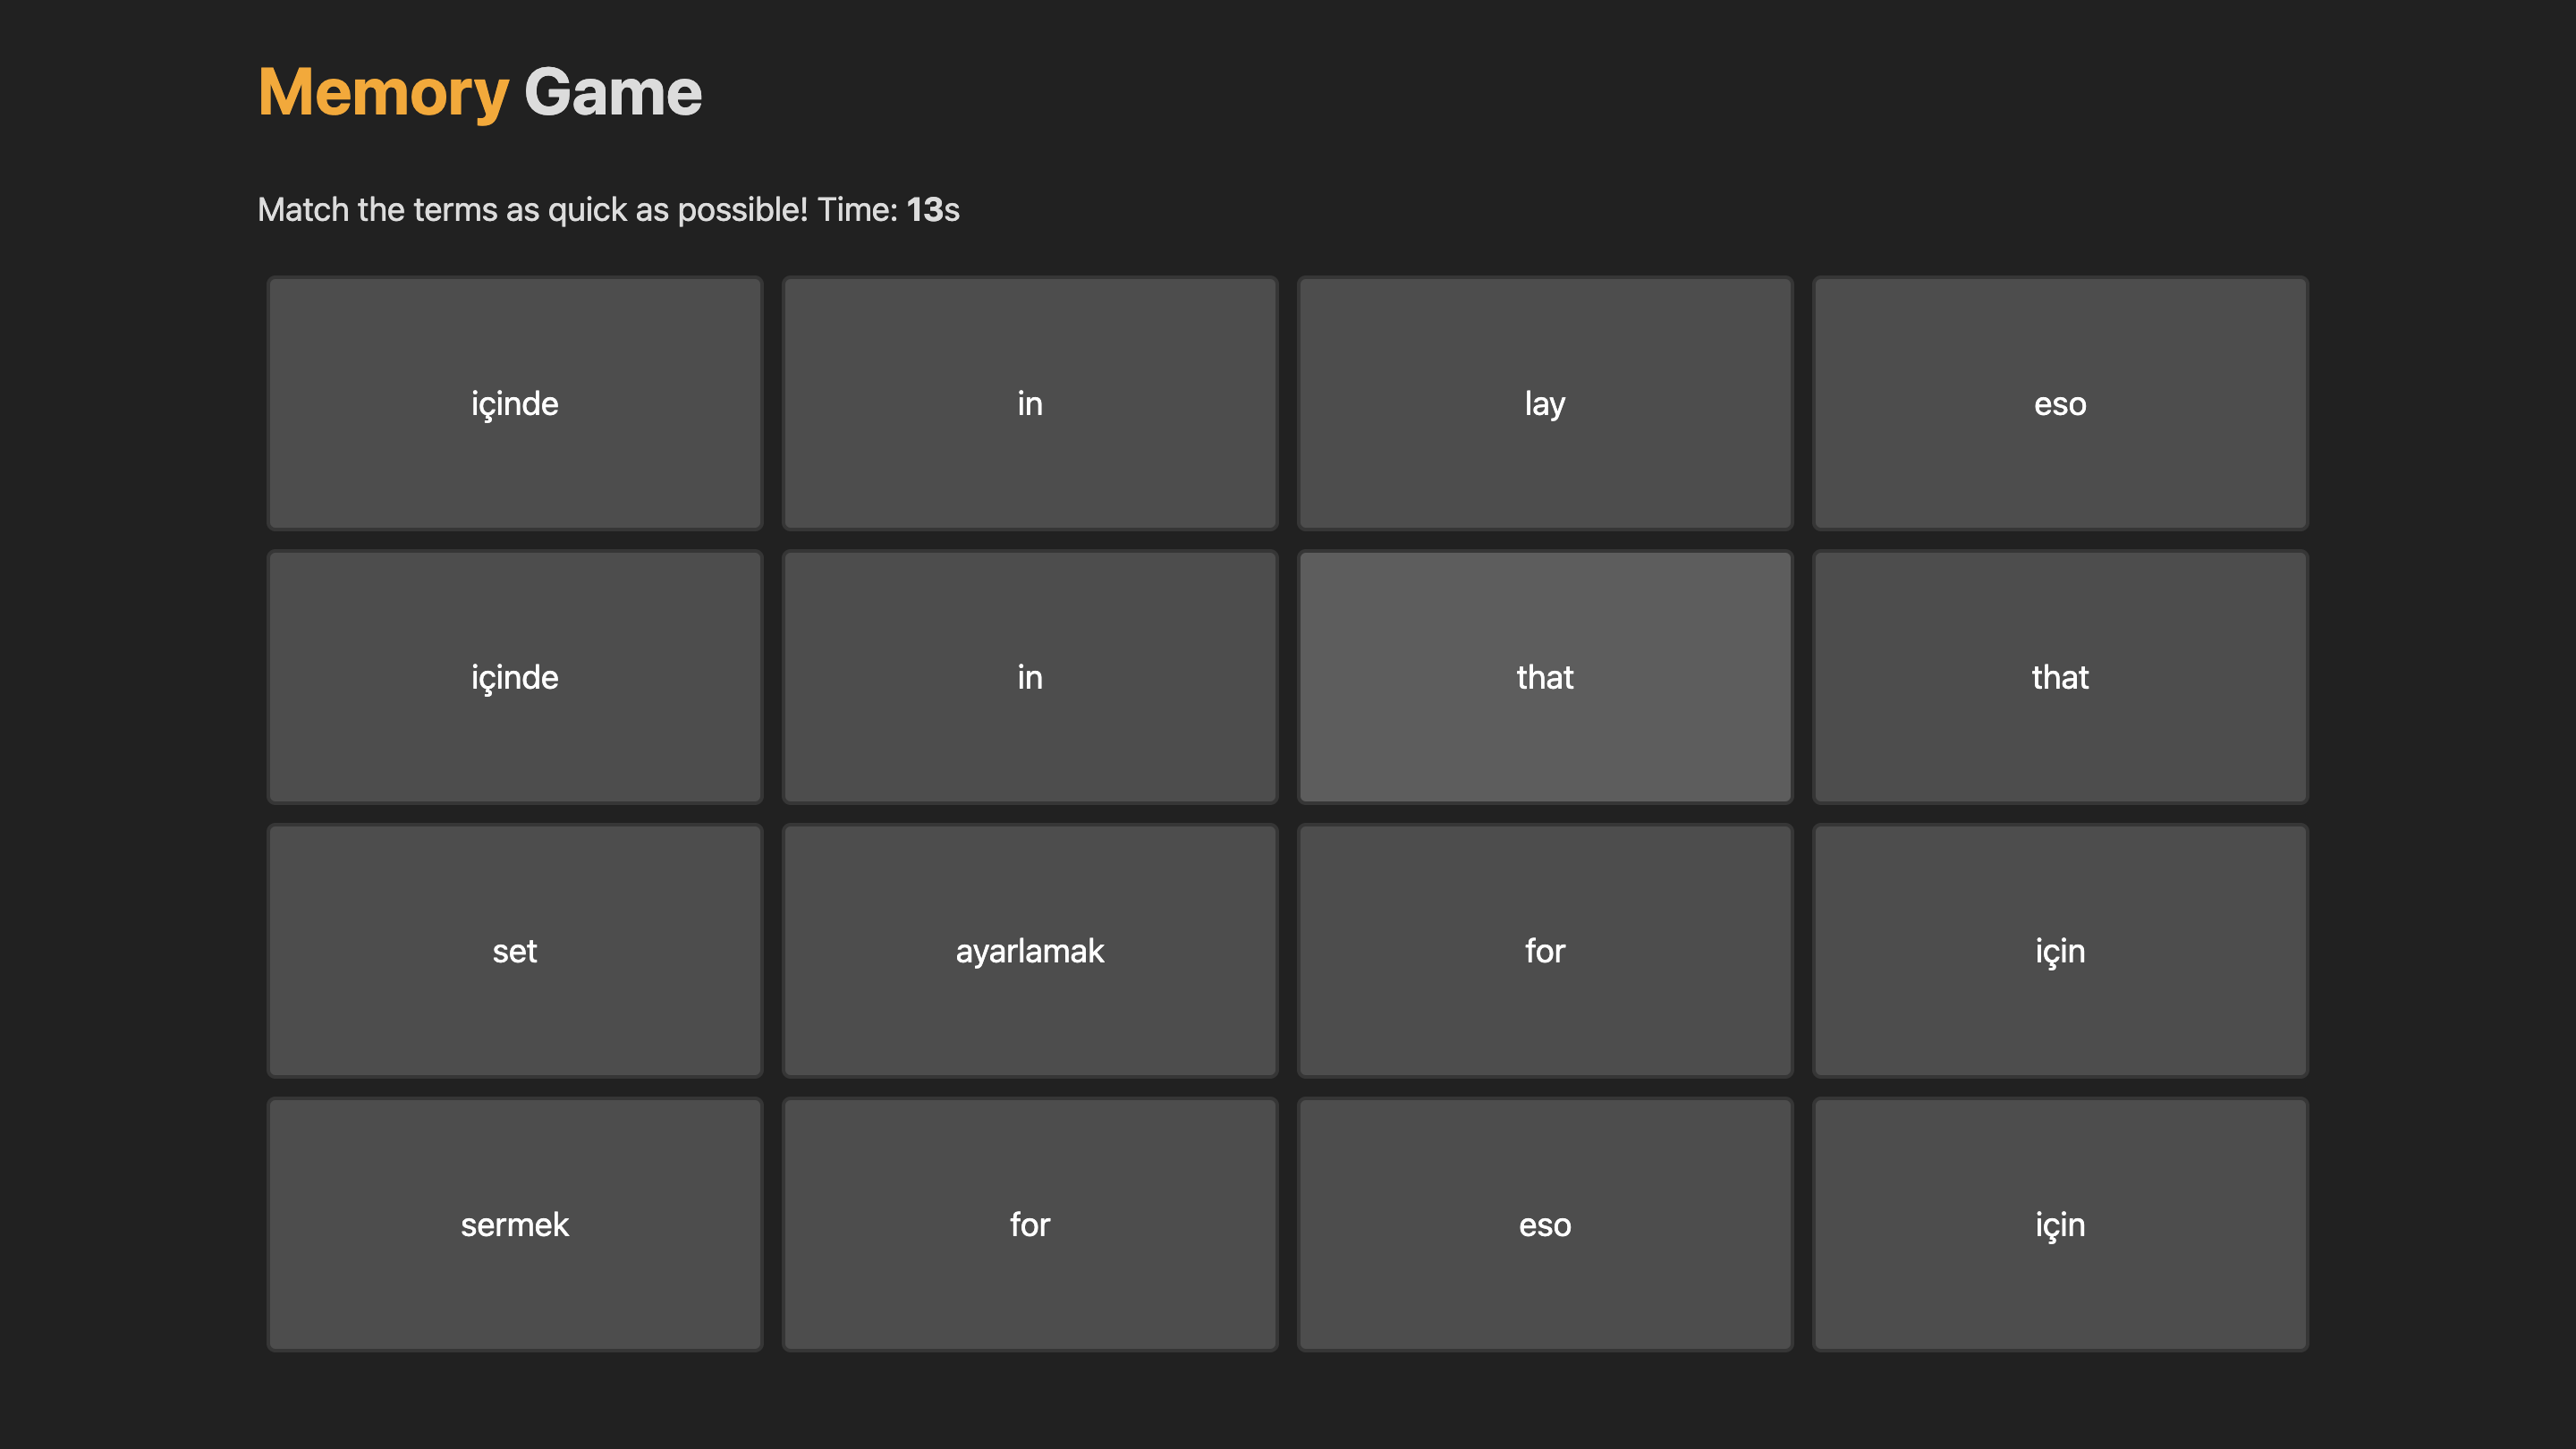 Memory Game
Match the terms as quick as possible! Time: 13s
içinde in lay eso
içinde in that that
set ayarlamak for için
sermek for eso için